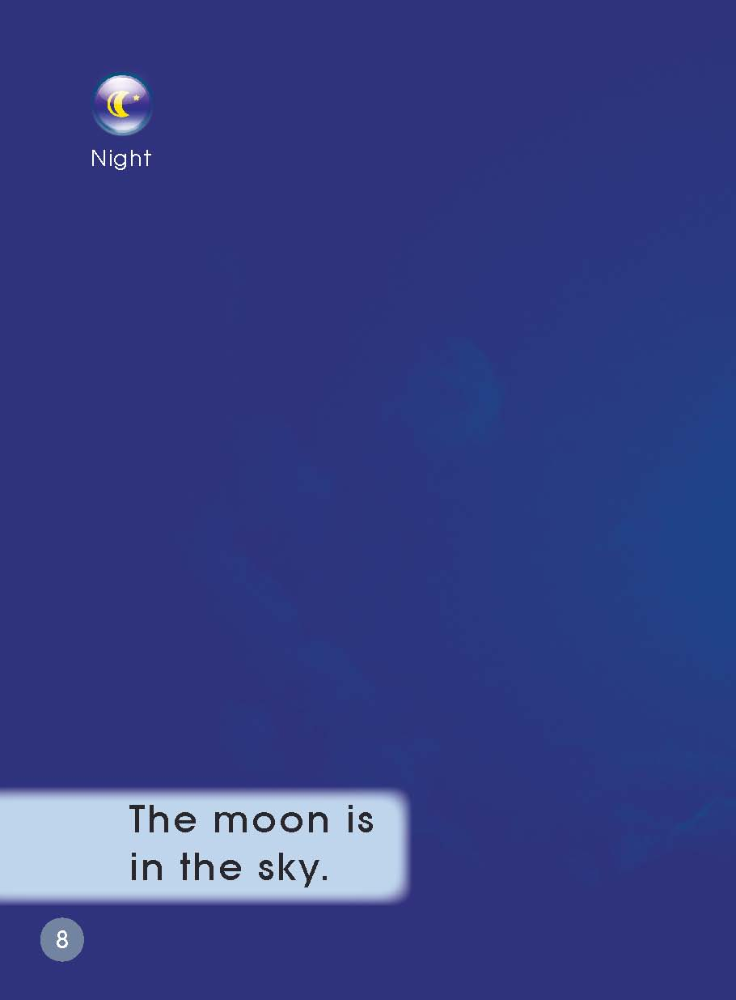 Night
The moon is
in the sky.
8